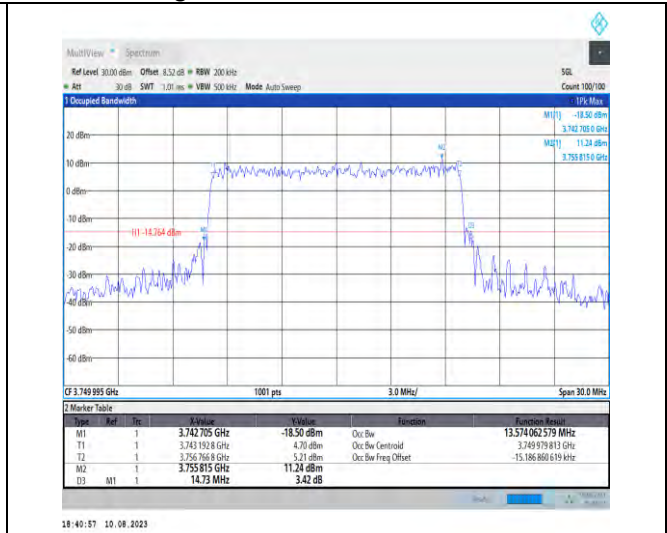 MultiView Spectrum
Ref Level 30.00 dBm Offset 8.52 dB RBW 200 kHz SGL
Att 30 dB SWT 1.01 ms VBW 500 kHz Mode Auto Sweep Count 100/100
1 Occupied Bandwidth 1Pk Max
M1[1] -18.50 dBm
3.742 705 0 GHz
M2[1] 11.24 dBm
3.755 815 0 GHz
20 dBm
10 dBm
0 dBm
-10 dBm
H1 -14.764 dBm
-20 dBm
-30 dBm
-40 dBm
-50 dBm
-60 dBm
M1
M2
D3
CF 3.749 995 GHz 1001 pts 3.0 MHz/ Span 30.0 MHz
2 Marker Table
Type Ref Trc X-Value Y-Value Function Function Result
M1 1 3.742705 GHz -18.50 dBm Occ Bw 13.574 062 579 MHz
T1 1 3.743 192 8 GHz 4.70 dBm Occ Bw Centroid 3.749 979 813 GHz
T2 1 3.756 766 8 GHz 5.21 dBm Occ Bw Freq Offset -15.186 860 619 kHz
M2 1 3.755815 GHz 11.24 dBm
D3 M1 1 14.73 MHz 3.42 dB
18:40:57 10.08.2023